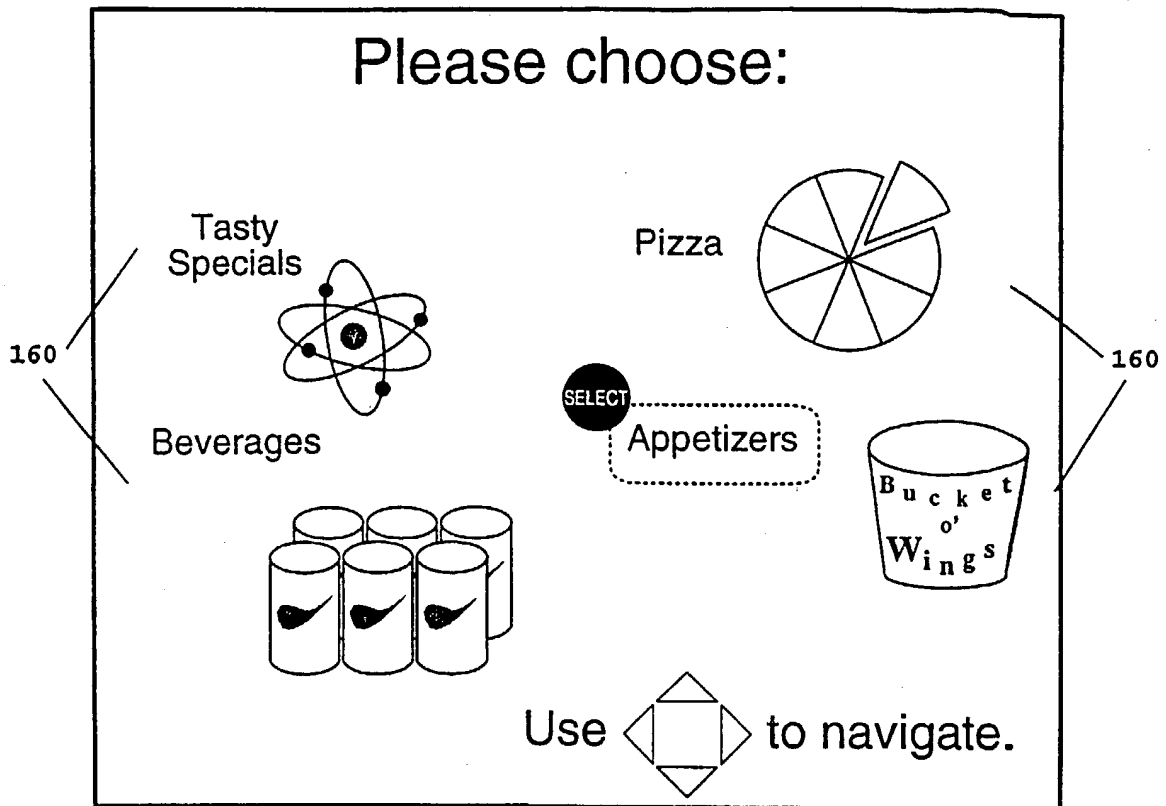 Please choose:
Tasty
Specials
Pizza
160
160
SELECT
Beverages
Appetizers
Bucket
o'
Wings
Use to navigate.